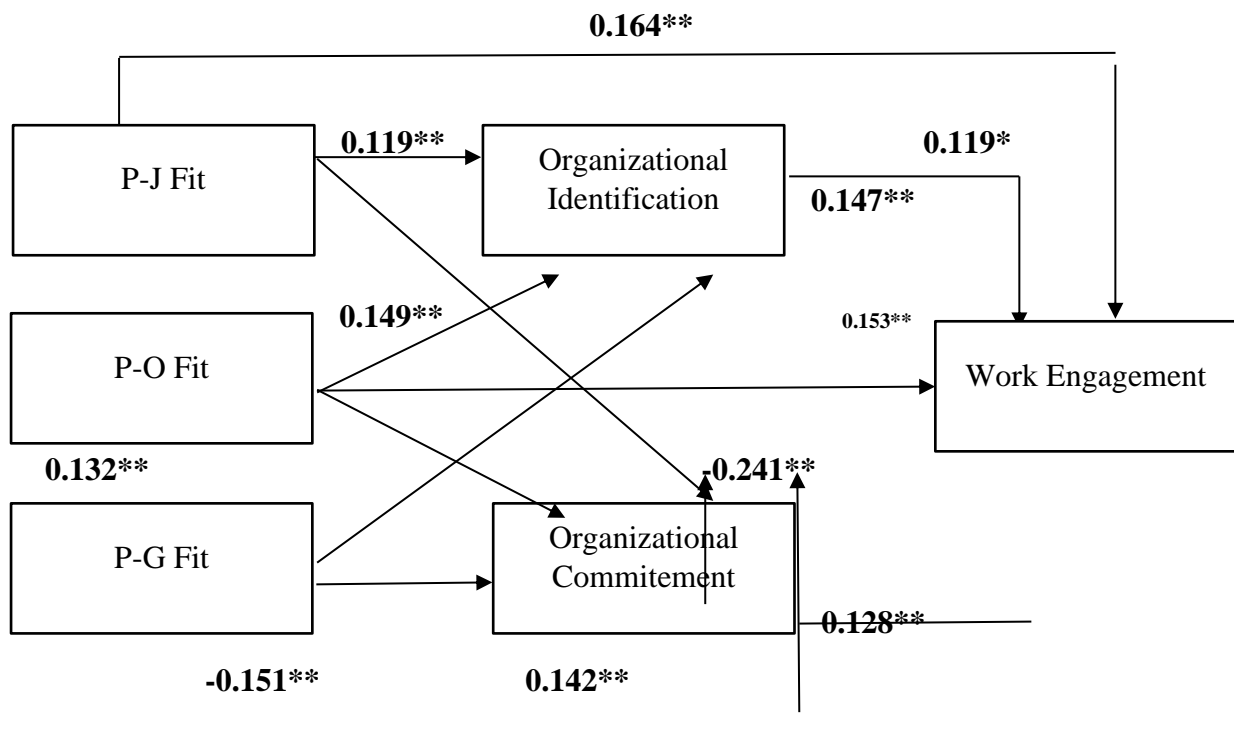 0.164**
0.119**
0.119*
P-J Fit
Organizational
Identification
0.147**
0.149**
0.153**
P-O Fit
Work Engagement
0.132**
-0.241**
P-G Fit
Organizational
Commitement
0.128**
-0.151**
0.142**